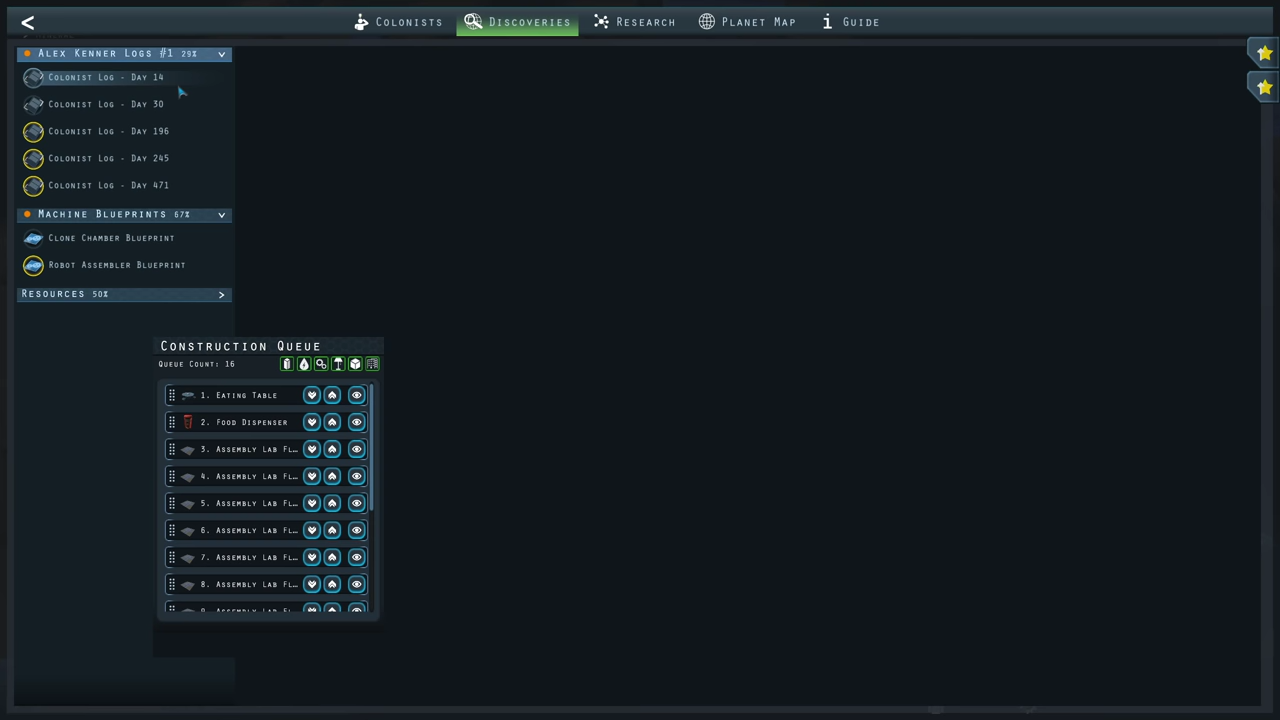 <
Colonists
Discoveries
Research
Planet Map
Guide
Alex Kenner Logs #1 29%
Colonist Log - Day 14
Colonist Log - Day 30
Colonist Log - Day 196
Colonist Log - Day 245
Colonist Log - Day 471
Machine Blueprints 67%
Clone Chamber Blueprint
Robot Assembler Blueprint
Resources 50% >
Construction Queue
Queue Count: 16
1. Eating Table
2. Food Dispenser
3. Assembly Lab Fl…
4. Assembly Lab Fl…
5. Assembly Lab Fl…
6. Assembly Lab Fl…
7. Assembly Lab Fl…
8. Assembly Lab Fl…
9. Assembly Lab Fl…